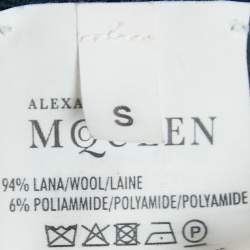 ALEXA
McQUEEN
S
94% LANA/WOOL/LAINE
6% POLIAMMIDE/POLYAMIDE/POLYAMIDE